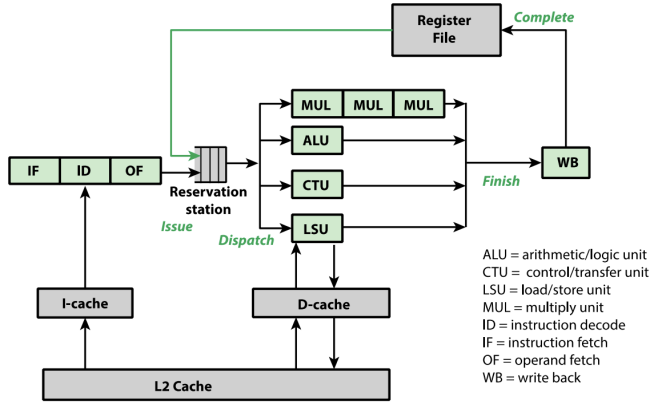 Register
File
Complete
MUL MUL MUL
ALU
IF ID OF
Reservation
station
CTU
Finish
WB
Issue
Dispatch
LSU
I-cache
D-cache
L2 Cache
ALU = arithmetic/logic unit
CTU = control/transfer unit
LSU = load/store unit
MUL = multiply unit
ID = instruction decode
IF = instruction fetch
OF = operand fetch
WB = write back